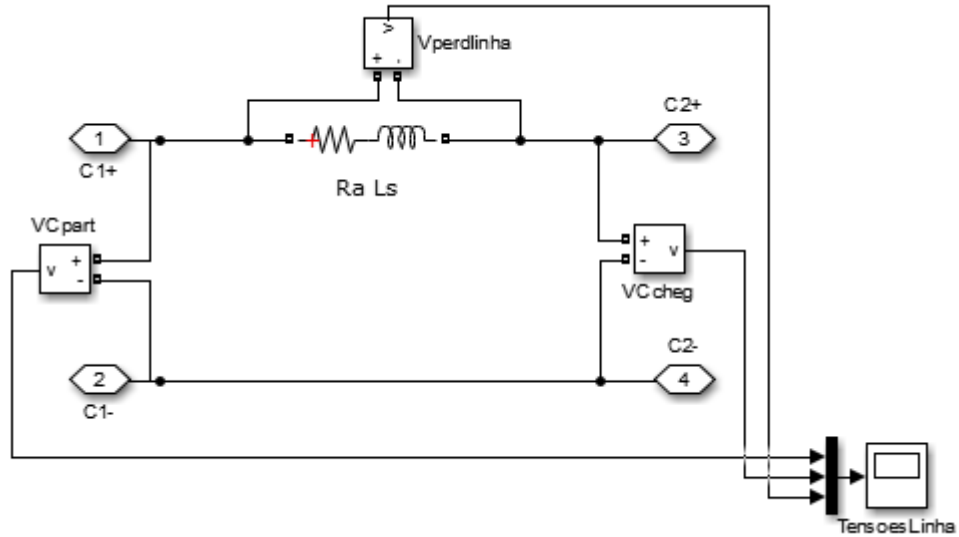 v
+ -
Vperdlinha
C2+
1
3
C1+
Ra Ls
VCpart
v + -
+ - v
VCcheg
C2-
2
4
C1-
TensoesLinha